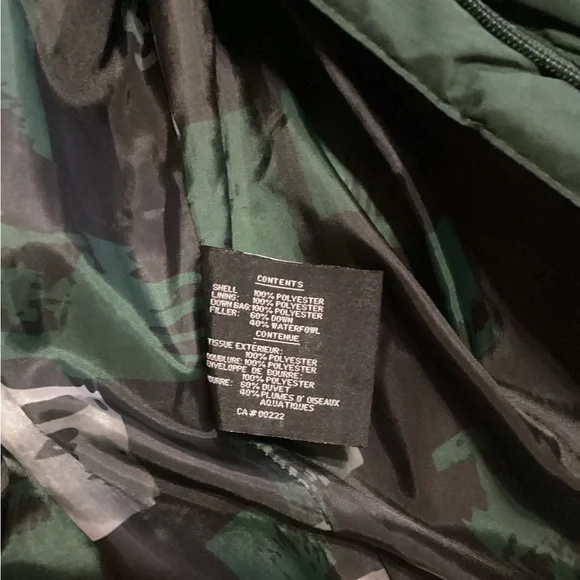 CONTENTS
SHELL 100% POLYESTER
LINING: 100% POLYESTER
DOWN BAG:100% POLYESTER
FILLER: 60% DOWN
40% WATERFOWL
CONTENUE
TISSUE EXTERIEUR:
100% POLYESTER
DOUBLURE:100% POLYESTER
ENVELOPPE DE BOURRE:
100% POLYESTER
BOURRE: 60% DUVET
40% PLUMES D' OISEAUX
AQUATIQUES
CA # 00222